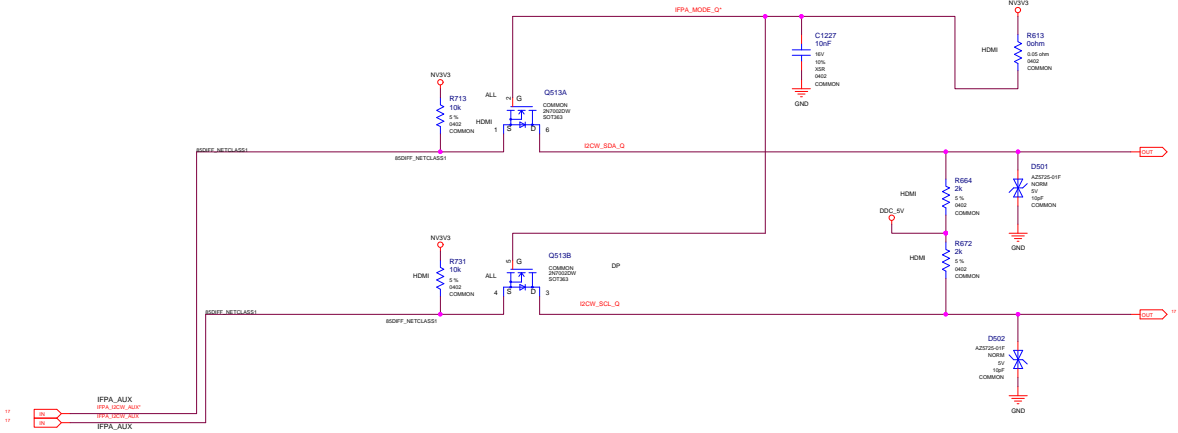 IFPA_MODE_Q*
NV3V3
R613
0ohm
0.05 ohm
0402
COMMON
HDMI
C1227
10nF
16V
10%
X5R
0402
COMMON
GND
NV3V3
R713
10k
5 %
0402
COMMON
HDMI
ALL
Q513A
COMMON
2N7002DW
SOT363
2
G
1
S
D
6
85DIFF_NETCLASS1
85DIFF_NETCLASS1
I2CW_SDA_Q
OUT
R664
2k
5 %
0402
COMMON
HDMI
D501
AZ5725-01F
NORM
5V
10pF
COMMON
GND
DDC_5V
R672
2k
5 %
0402
COMMON
HDMI
NV3V3
R731
10k
5 %
0402
COMMON
HDMI
ALL
Q513B
COMMON
2N7002DW
SOT363
DP
5
G
4
S
D
3
85DIFF_NETCLASS1
85DIFF_NETCLASS1
I2CW_SCL_Q
OUT
17
D502
AZ5725-01F
NORM
5V
10pF
COMMON
GND
IFPA_AUX
17
IN
IFPA_I2CW_AUX*
17
IN
IFPA_I2CW_AUX
IFPA_AUX